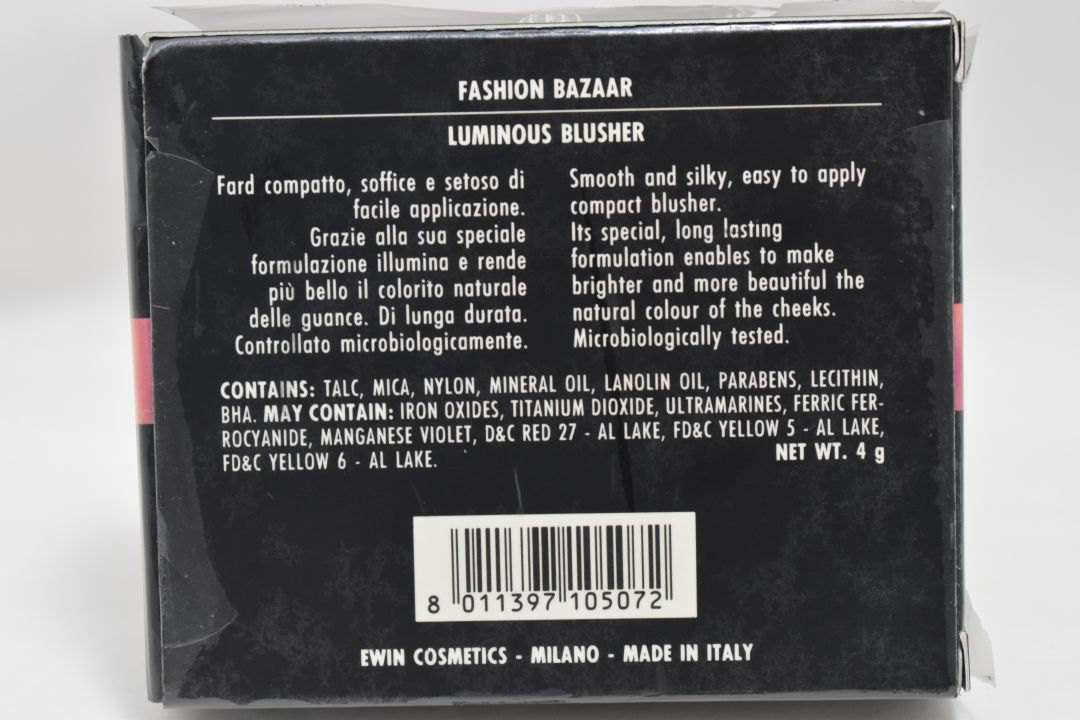 FASHION BAZAAR
LUMINOUS BLUSHER
Fard compatto, soffice e setoso di
facile applicazione.
Grazie alla sua speciale
formulazione illumina e rende
più bello il colorito naturale
delle guance. Di lunga durata.
Controllato microbiologicamente.
Smooth and silky, easy to apply
compact blusher.
Its special, long lasting
formulation enables to make
brighter and more beautiful the
natural colour of the cheeks.
Microbiologically tested.
CONTAINS: TALC, MICA, NYLON, MINERAL OIL, LANOLIN OIL, PARABENS, LECITHIN,
BHA. MAY CONTAIN: IRON OXIDES, TITANIUM DIOXIDE, ULTRAMARINES, FERRIC FER-
ROCYANIDE, MANGANESE VIOLET, D&C RED 27 - AL LAKE, FD&C YELLOW 5 - AL LAKE,
FD&C YELLOW 6 - AL LAKE.
NET WT. 4 g
8 011397 105072
EWIN COSMETICS - MILANO - MADE IN ITALY